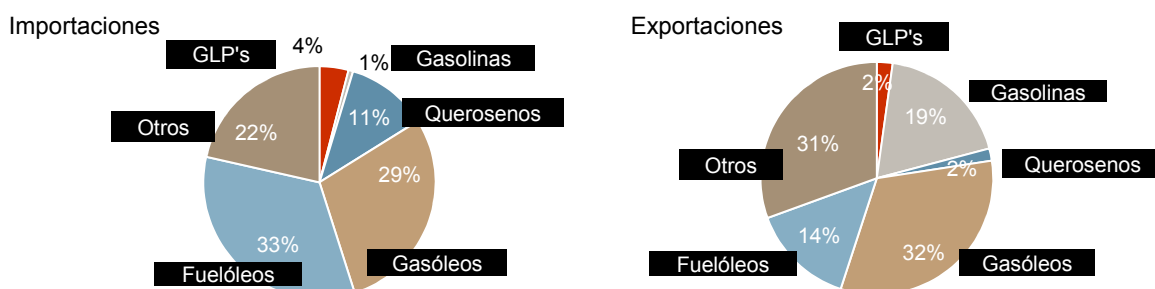 Importaciones
GLP's
4%
1%
Gasolinas
11%
Querosenos
Otros
22%
29%
33%
Fuelóleos
Gasóleos
Exportaciones
GLP's
2%
Gasolinas
19%
31%
Otros
2%
Querosenos
14%
32%
Fuelóleos
Gasóleos